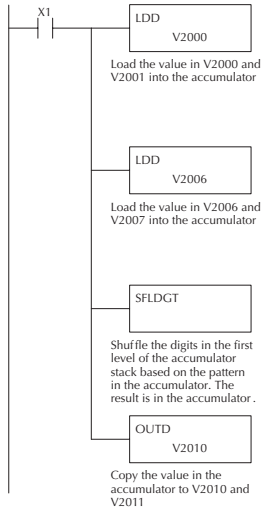 X1
LDD
V2000
Load the value in V2000 and
V2001 into the accumulator
LDD
V2006
Load the value in V2006 and
V2007 into the accumulator
SFLDGT
Shuffle the digits in the first
level of the accumulator
stack based on the pattern
in the accumulator. The
result is in the accumulator.
OUTD
V2010
Copy the value in the
accumulator to V2010 and
V2011